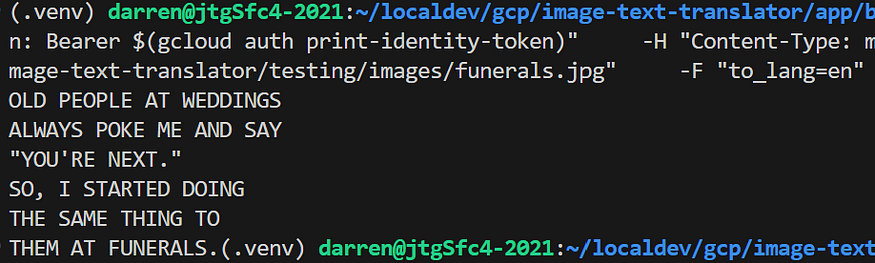 (.venv) darren@jtgSfc4-2021:~/localdev/gcp/image-text-translator/app/b
n: Bearer $(gcloud auth print-identity-token)" -H "Content-Type: m
mage-text-translator/testing/images/funerals.jpg" -F "to_lang=en"
OLD PEOPLE AT WEDDINGS
ALWAYS POKE ME AND SAY
"YOU'RE NEXT."
SO, I STARTED DOING
THE SAME THING TO
THEM AT FUNERALS.(.venv) darren@jtgSfc4-2021:~/localdev/gcp/image-text